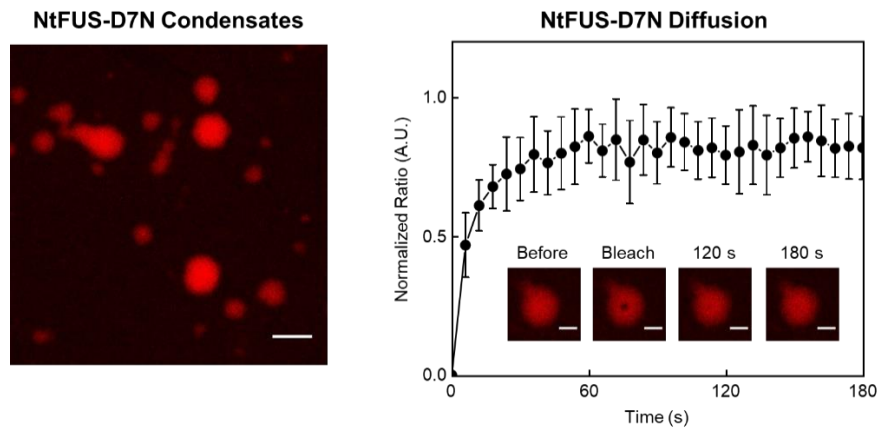 NtFUS-D7N Condensates
NtFUS-D7N Diffusion
Normalized Ratio (A.U.)
1.0
0.5
0.0
Before
Bleach
120 s
180 s
0
60
120
180
Time (s)